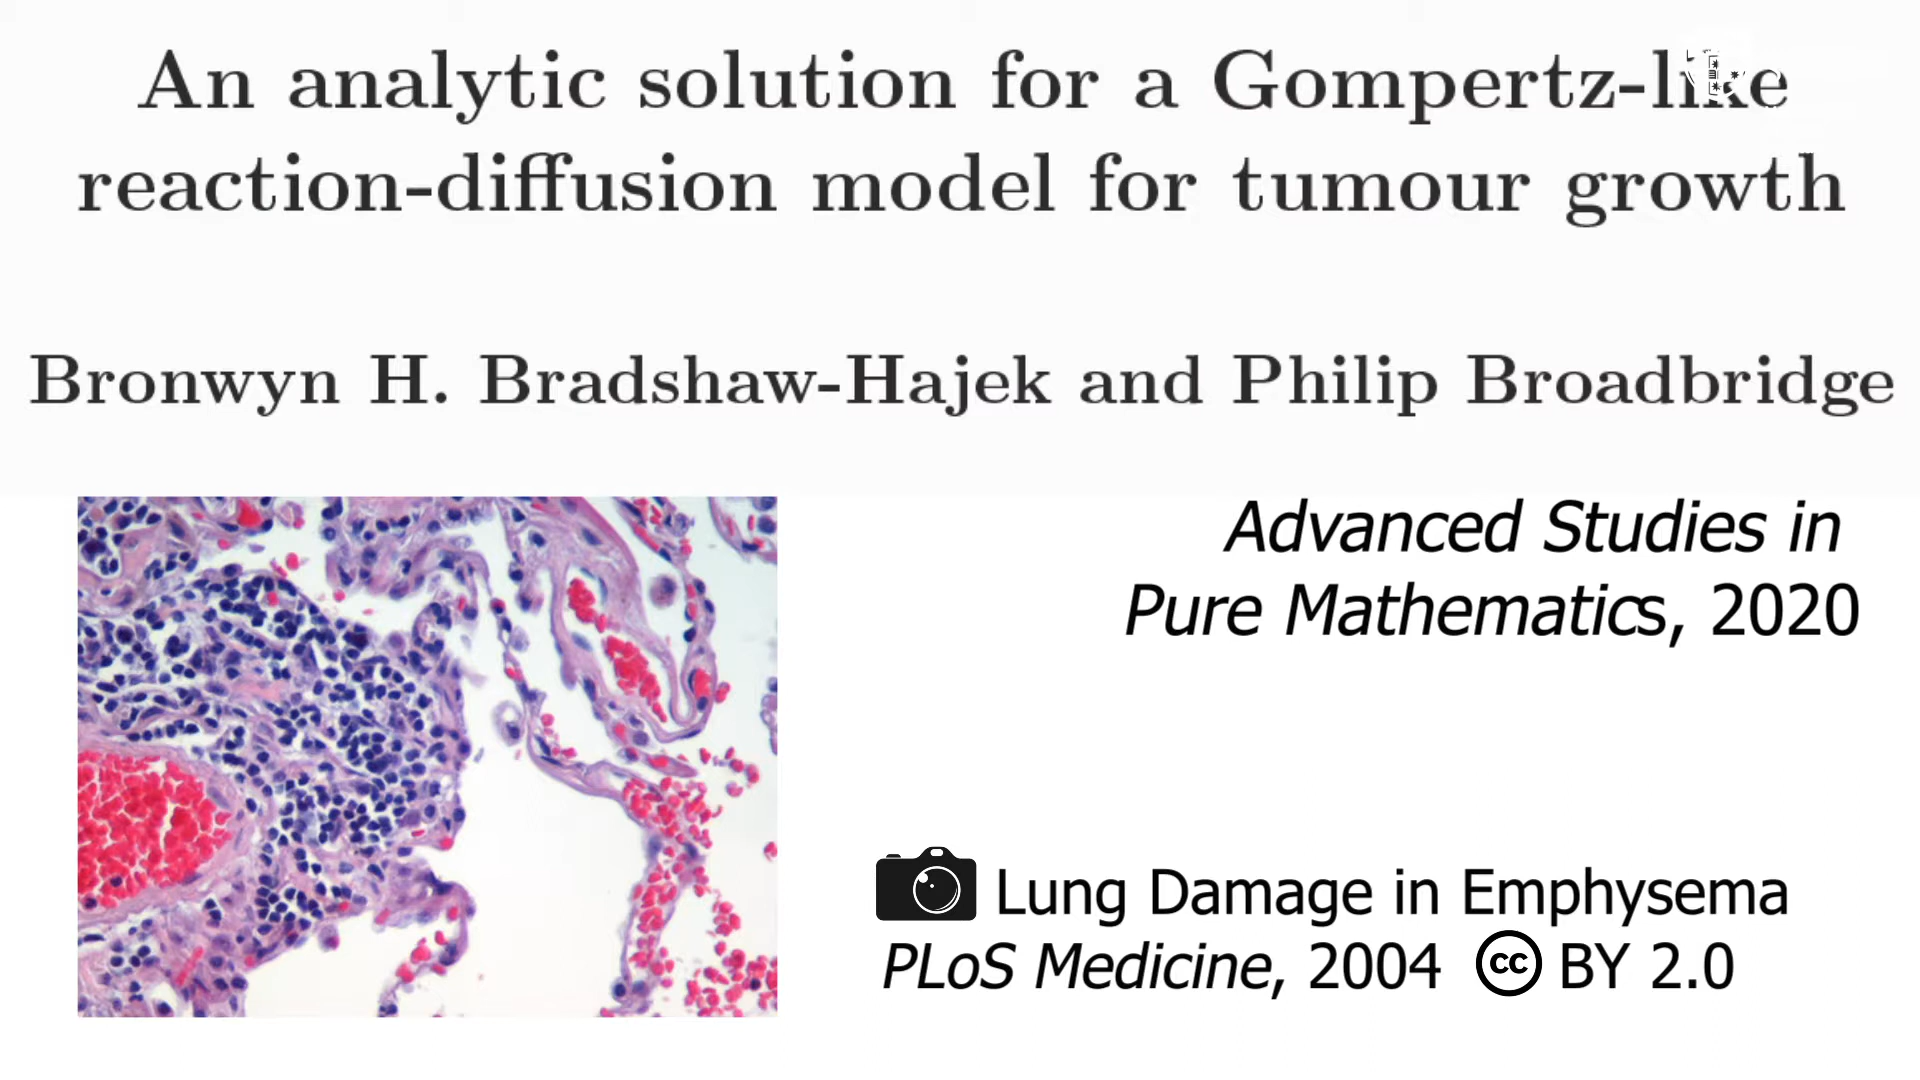 An analytic solution for a Gompertz-like
reaction-diffusion model for tumour growth
Bronwyn H. Bradshaw-Hajek and Philip Broadbridge
Advanced Studies in
Pure Mathematics, 2020
Lung Damage in Emphysema
PLoS Medicine, 2004 cc BY 2.0